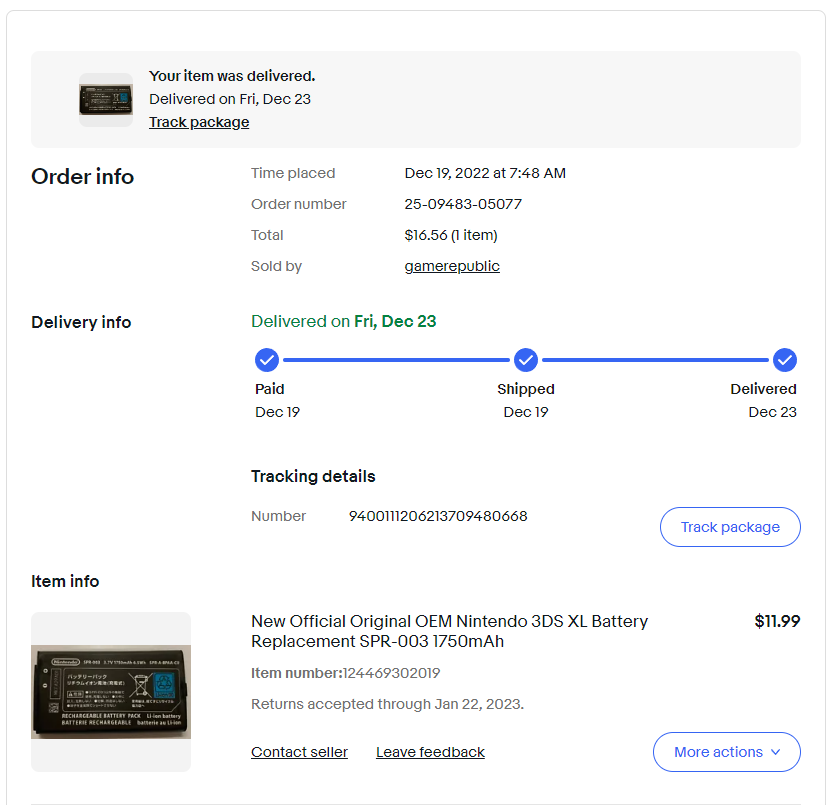 Your item was delivered.
Delivered on Fri, Dec 23
Track package
Order info
Time placed Dec 19, 2022 at 7:48 AM
Order number 25-09483-05077
Total $16.56 (1 item)
Sold by gamerepublic
Delivery info
Delivered on Fri, Dec 23
Paid Shipped Delivered
Dec 19 Dec 19 Dec 23
Tracking details
Number 9400111206213709480668
Track package
Item info
New Official Original OEM Nintendo 3DS XL Battery
Replacement SPR-003 1750mAh
$11.99
Item number:124469302019
Returns accepted through Jan 22, 2023.
Contact seller Leave feedback
More actions
Nintendo SPR-003 3.7V 1750mAh 6.5Wh
バッテリーパック
リチウムイオン電池(充電式)
RECHARGEABLE BATTERY PACK Li-ion battery
BATTERIE RECHARGEABLE batterie au Li-ion